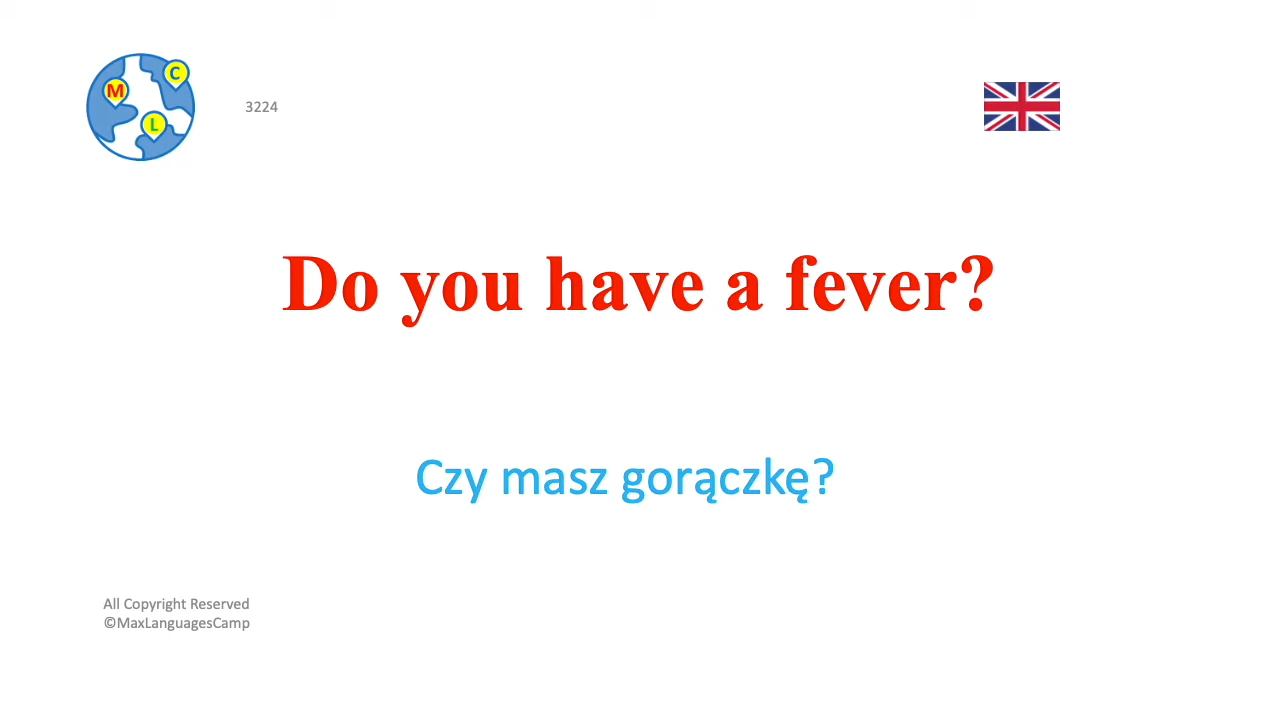 C
M
L
3224
Do you have a fever?
Czy masz gorączkę?
All Copyright Reserved
©MaxLanguagesCamp